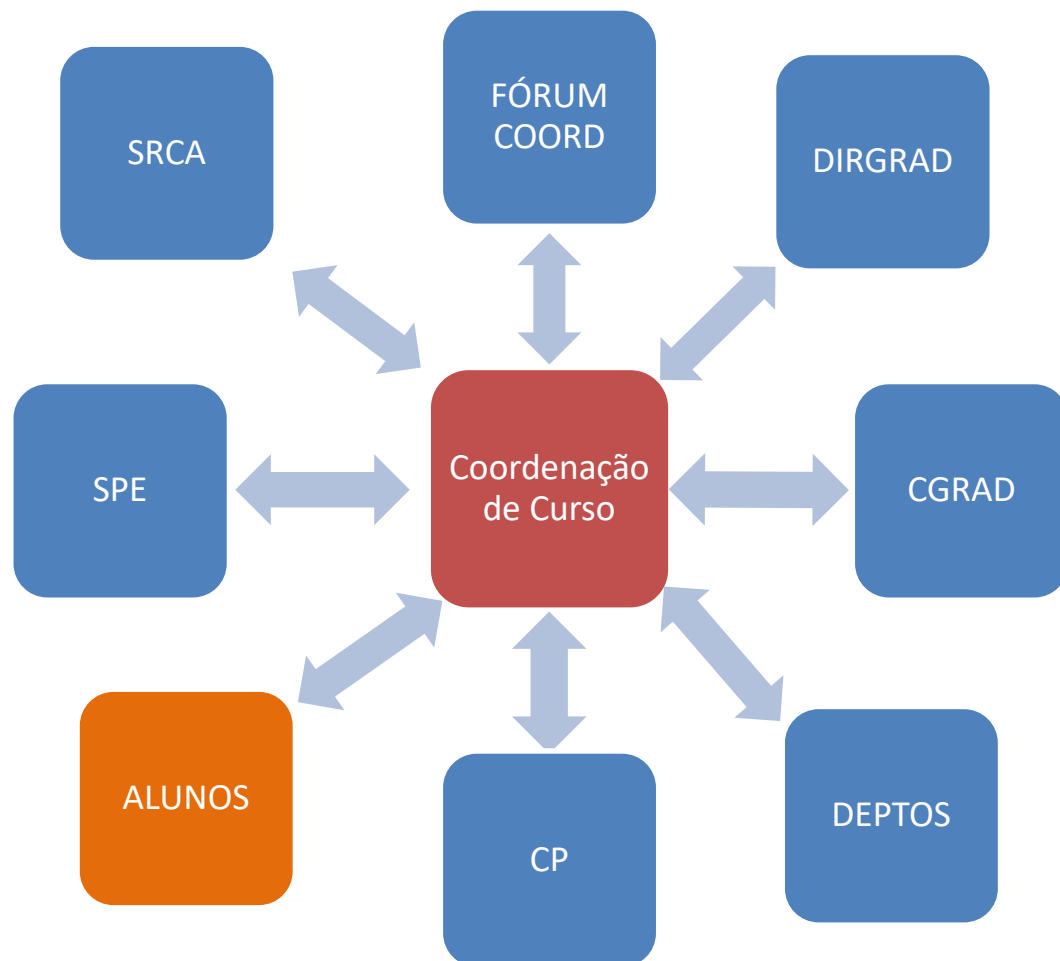 SRCA
FÓRUM
COORD
DIRGRAD
SPE
Coordenação
de Curso
CGRAD
ALUNOS
CP
DEPTOS